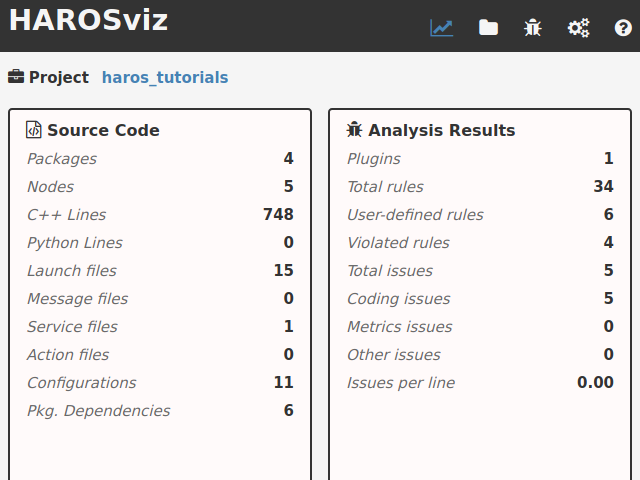 HAROSviz
Project haros_tutorials
Source Code
Packages 4
Nodes 5
C++ Lines 748
Python Lines 0
Launch files 15
Message files 0
Service files 1
Action files 0
Configurations 11
Pkg. Dependencies 6
Analysis Results
Plugins 1
Total rules 34
User-defined rules 6
Violated rules 4
Total issues 5
Coding issues 5
Metrics issues 0
Other issues 0
Issues per line 0.00